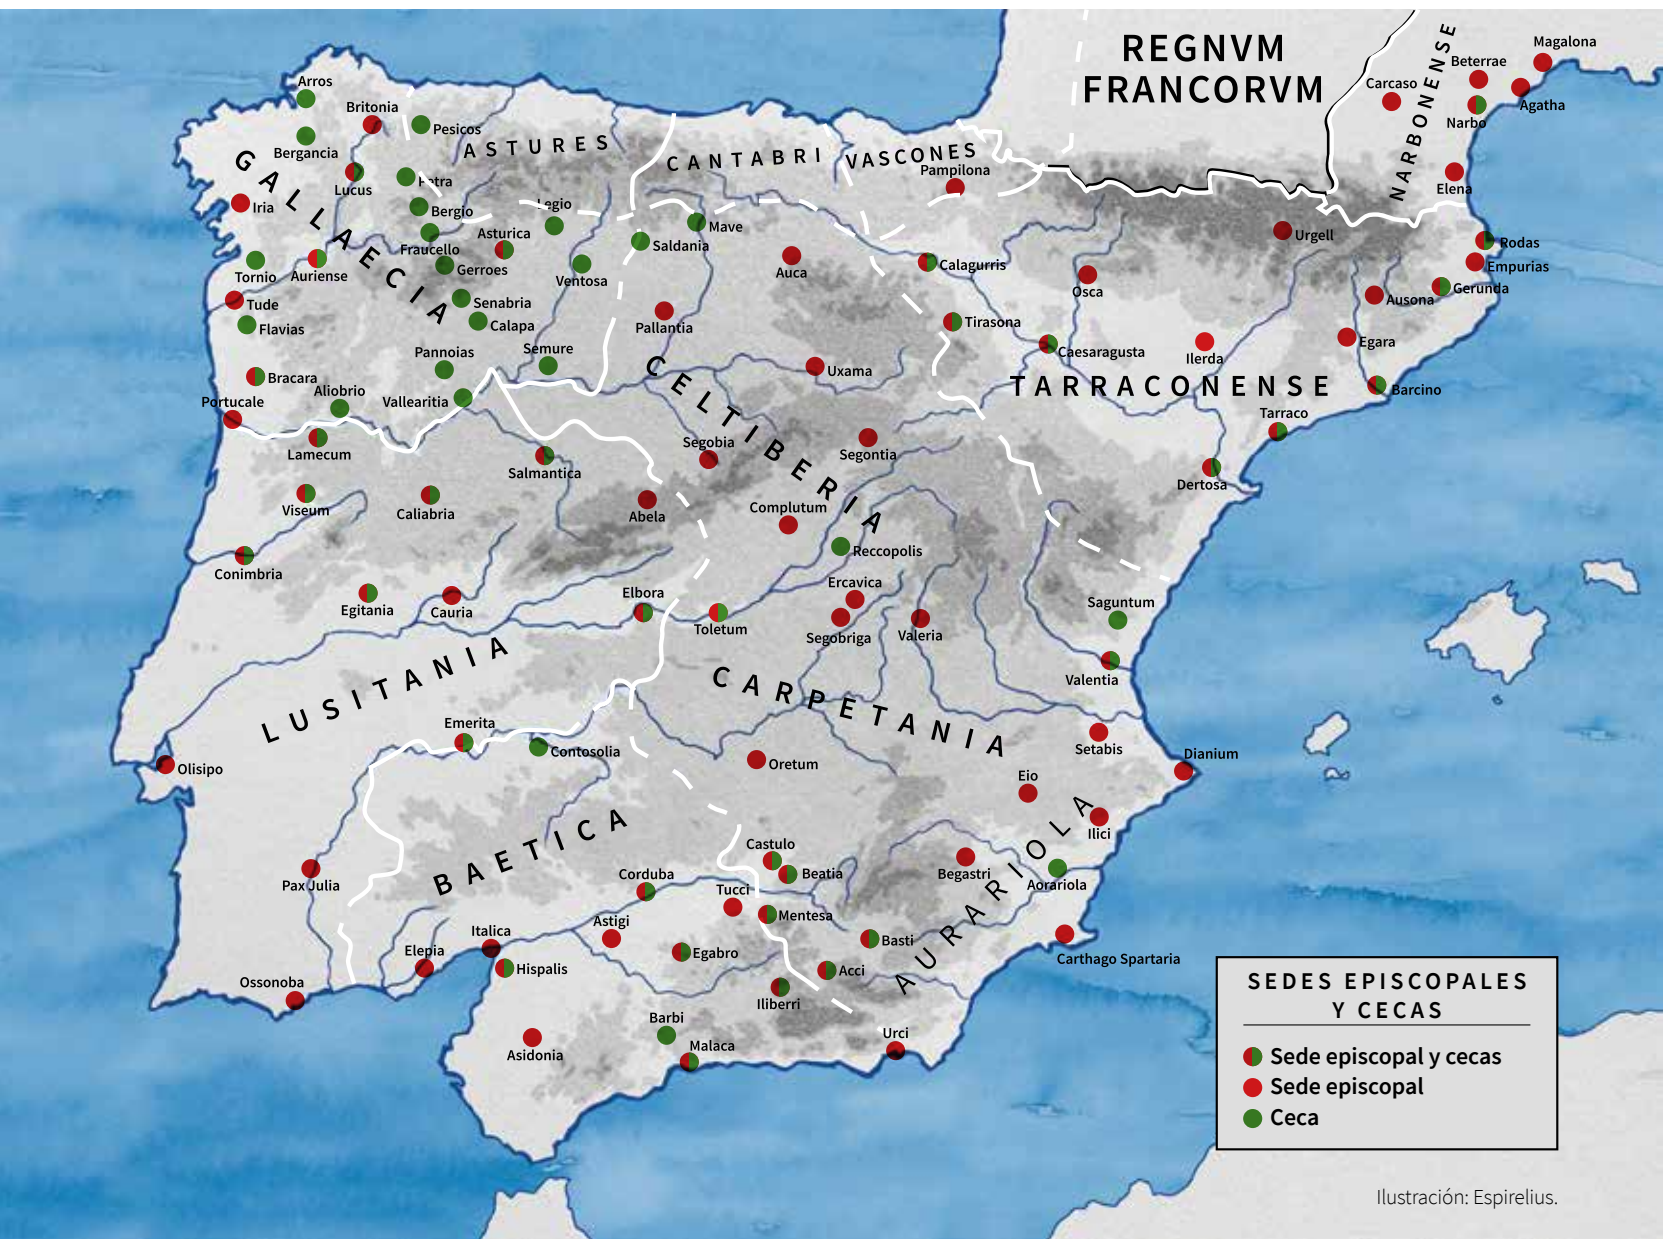 REGNVM
FRANCORVM
NARBONENSE
Magalona
Beterrae
Carcaso
Agatha
Narbo
Elena
Arros
Britonia
Pesicos
ASTURES
CANTABRI
VASCONES
Pampilona
Bergancia
GALLAECIA
Lucus
Petra
Iria
Bergio
Legio
Asturica
Mave
Saldania
Fraucello
Gerroes
Tornio
Auriense
Ventosa
Auca
Calagurris
Urgell
Rodas
Empurias
Osca
Gerunda
Ausona
Tude
Senabria
Flavias
Calapa
Pallantia
Tirasona
Caesaragusta
Ilerda
Egara
Pannoias
Semure
Uxama
TARRACONENSE
Barcino
Bracara
Aliobrio
Vallearitia
Portucale
CELTIBERIA
Tarraco
Lamecum
Salmantica
Segobia
Segontia
Dertosa
Viseum
Caliabria
Abela
Complutum
Reccopolis
Conimbria
Ercavica
Egitania
Cauria
Elbora
Toletum
Segobriga
Valeria
Saguntum
Valentia
LUSITANIA
CARPETANIA
Emerita
Contosolia
Setabis
Dianium
Olisipo
Oretum
Eio
Ilici
BAETICA
AURARIOLA
Castulo
Beatia
Begastri
Aorariola
Pax Julia
Corduba
Tucci
Mentesa
Astigi
Italica
Elepia
Egabro
Basti
Carthago Spartaria
Hispalis
Acci
Ossonoba
Iliberri
Barbi
Malaca
Urci
Asidonia
SEDES EPISCOPALES
Y CECAS
Sede episcopal y cecas
Sede episcopal
Ceca
Ilustración: Espirelius.